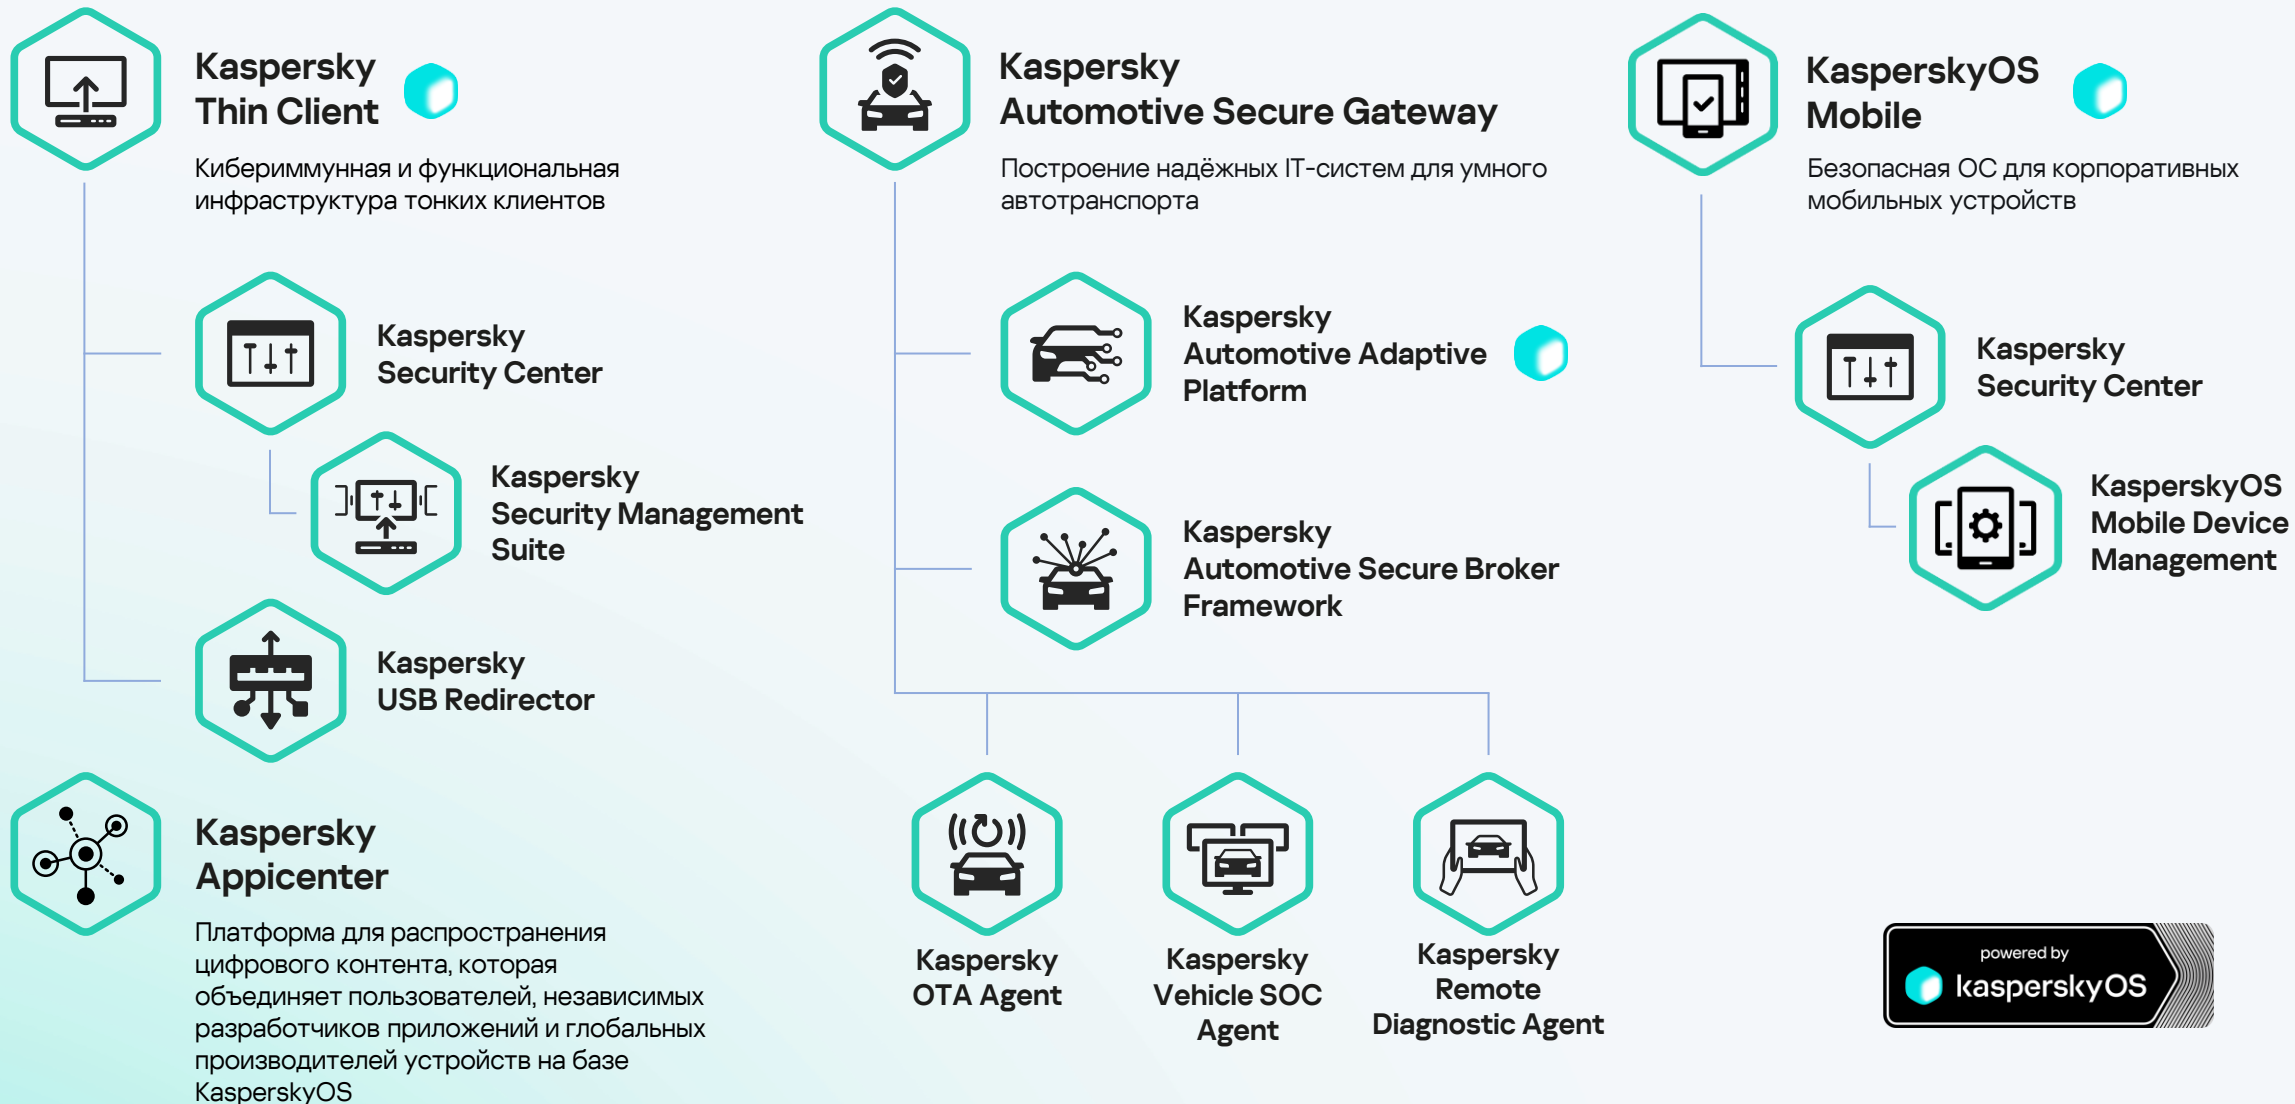 Kaspersky
Thin Client
Кибериммунная и функциональная
инфраструктура тонких клиентов
Kaspersky
Security Center
Kaspersky
Security Management
Suite
Kaspersky
USB Redirector
Kaspersky
Appicenter
Платформа для распространения
цифрового контента, которая
объединяет пользователей, независимых
разработчиков приложений и глобальных
производителей устройств на базе
KasperskyOS
Kaspersky
Automotive Secure Gateway
Построение надёжных IT-систем для умного
автотранспорта
Kaspersky
Automotive Adaptive
Platform
Kaspersky
Automotive Secure Broker
Framework
Kaspersky
OTA Agent
Kaspersky
Vehicle SOC
Agent
Kaspersky
Remote
Diagnostic Agent
KasperskyOS
Mobile
Безопасная ОС для корпоративных
мобильных устройств
Kaspersky
Security Center
KasperskyOS
Mobile Device
Management
powered by
kasperskyOS